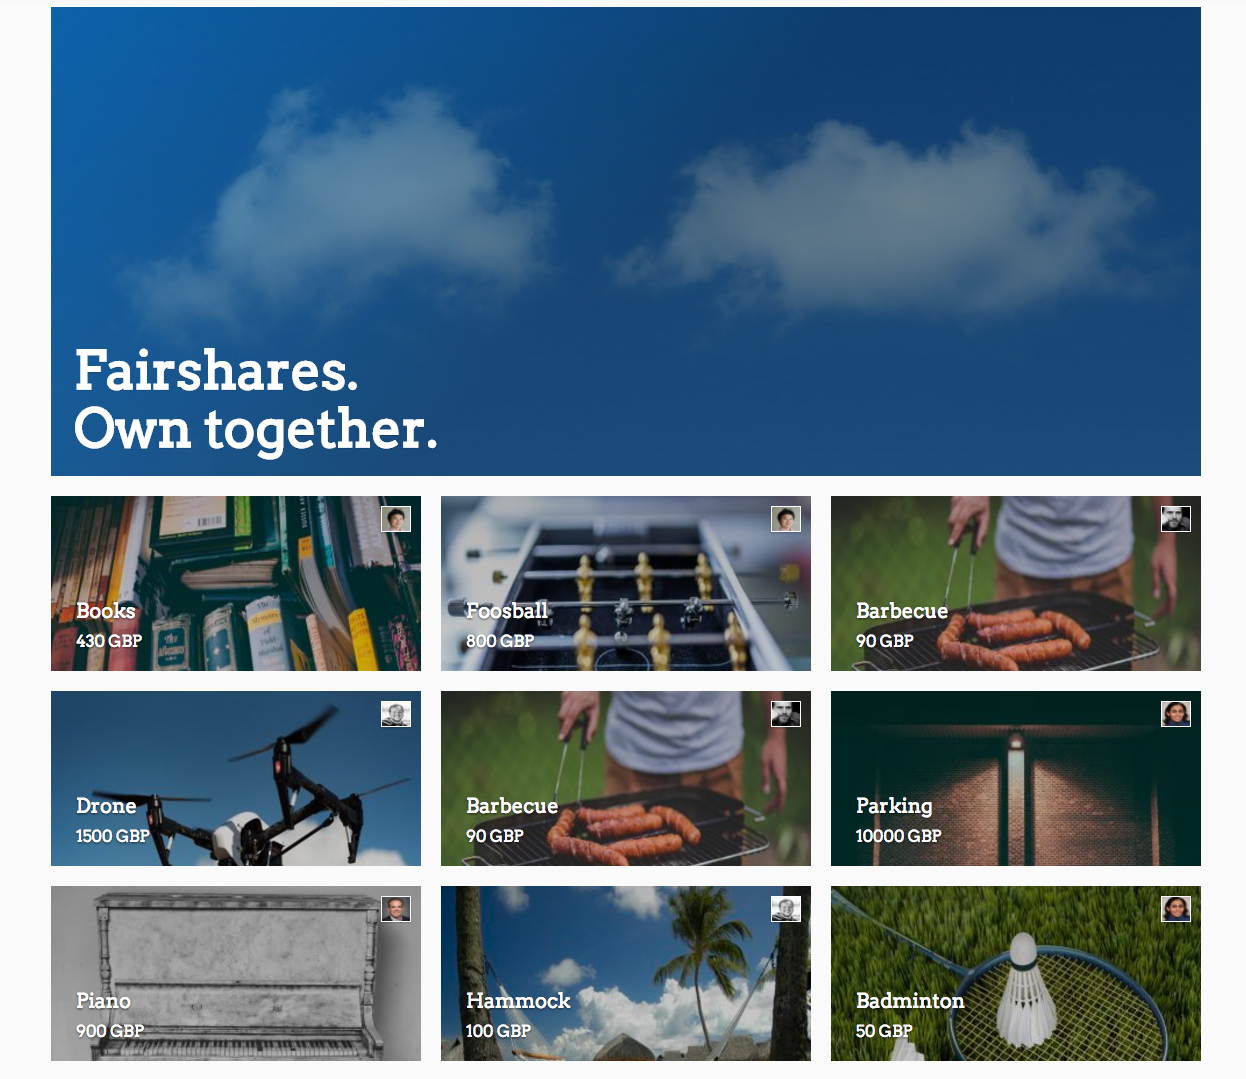 Fairshares.
Own together.
Books
430 GBP
Foosball
800 GBP
Barbecue
90 GBP
Drone
1500 GBP
Barbecue
90 GBP
Parking
10000 GBP
Piano
900 GBP
Hammock
100 GBP
Badminton
50 GBP